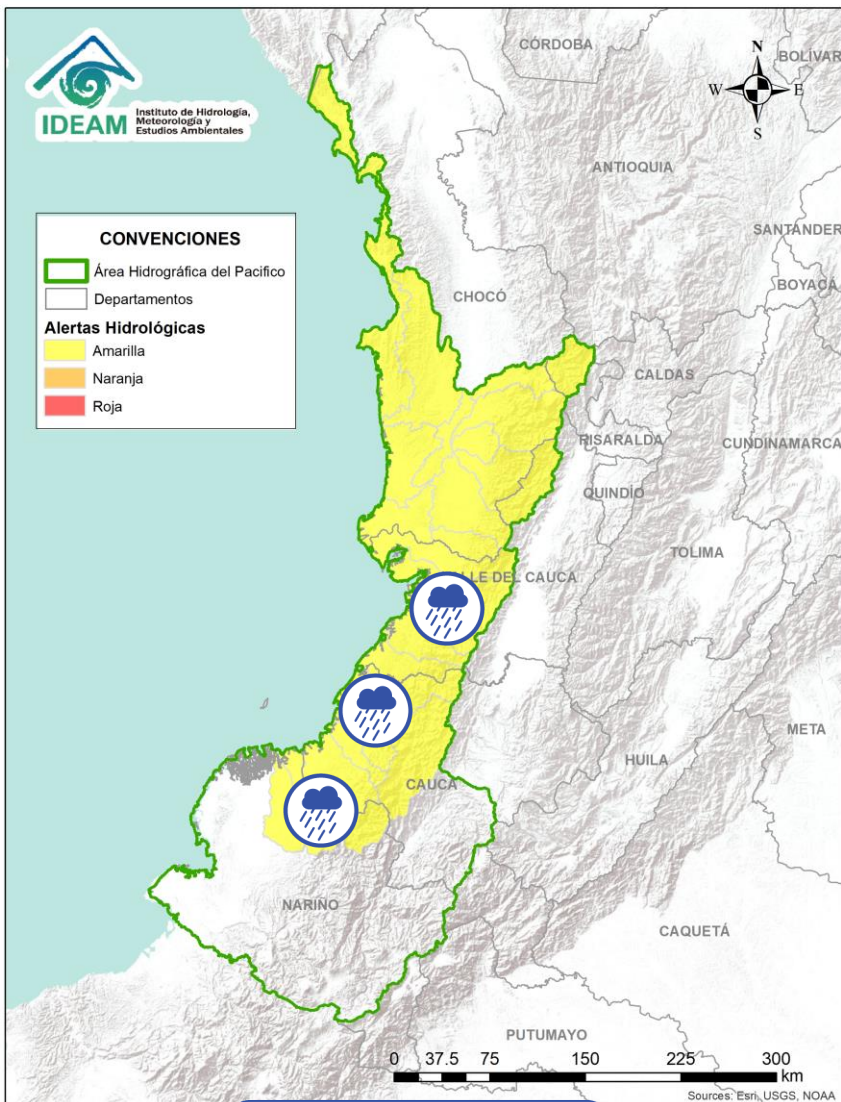 IDEAM
Instituto de Hidrología,
Meteorología y
Estudios Ambientales
CÓRDOBA
BOLÍVAR
N
W
E
S
ANTIOQUIA
SANTANDER
BOYACÁ
CONVENCIONES
Área Hidrográfica del Pacifico
Departamentos
Alertas Hidrológicas
Amarilla
Naranja
Roja
CHOCÓ
CALDAS
RISARALDA
CUNDINAMARCA
QUINDÍO
TOLIMA
LLE DEL CAUCA
META
HUILA
CAUCA
NARIÑO
CAQUETÁ
PUTUMAYO
0 37.5 75 150 225 300
km
Sources: Esri, USGS, NOAA